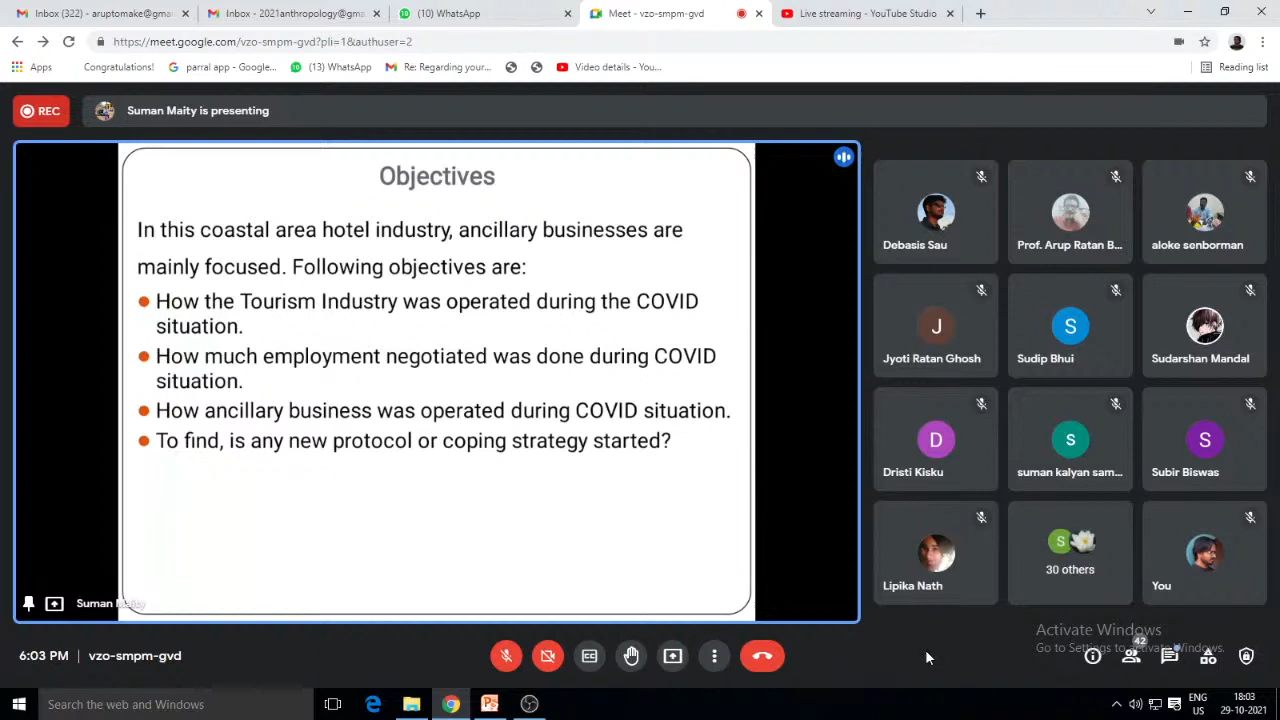 Inbox (322) - aruptomake@gma
Inbox - 2021anthropology@gma
(10) WhatsApp
Meet - vzo-smpm-gvd
Live streaming - YouTube Studio
https://meet.google.com/vzo-smpm-gvd?pli=1&authuser=2
Apps
Congratulations!
parral app - Google...
(13) WhatsApp
Re: Regarding your...
Video details - You...
Reading list
REC
Suman Maity is presenting
Objectives
In this coastal area hotel industry, ancillary businesses are
mainly focused. Following objectives are:
How the Tourism Industry was operated during the COVID
situation.
How much employment negotiated was done during COVID
situation.
How ancillary business was operated during COVID situation.
To find, is any new protocol or coping strategy started?
Suman Maity
Debasis Sau
Prof. Arup Ratan B...
aloke senborman
J
Jyoti Ratan Ghosh
S
Sudip Bhui
Sudarshan Mandal
D
Dristi Kisku
s
suman kalyan sam...
S
Subir Biswas
Lipika Nath
S
30 others
You
Activate Windows
Go to Settings to activate Windows.
6:03 PM | vzo-smpm-gvd
42
Search the web and Windows
ENG
US
18:03
29-10-2021